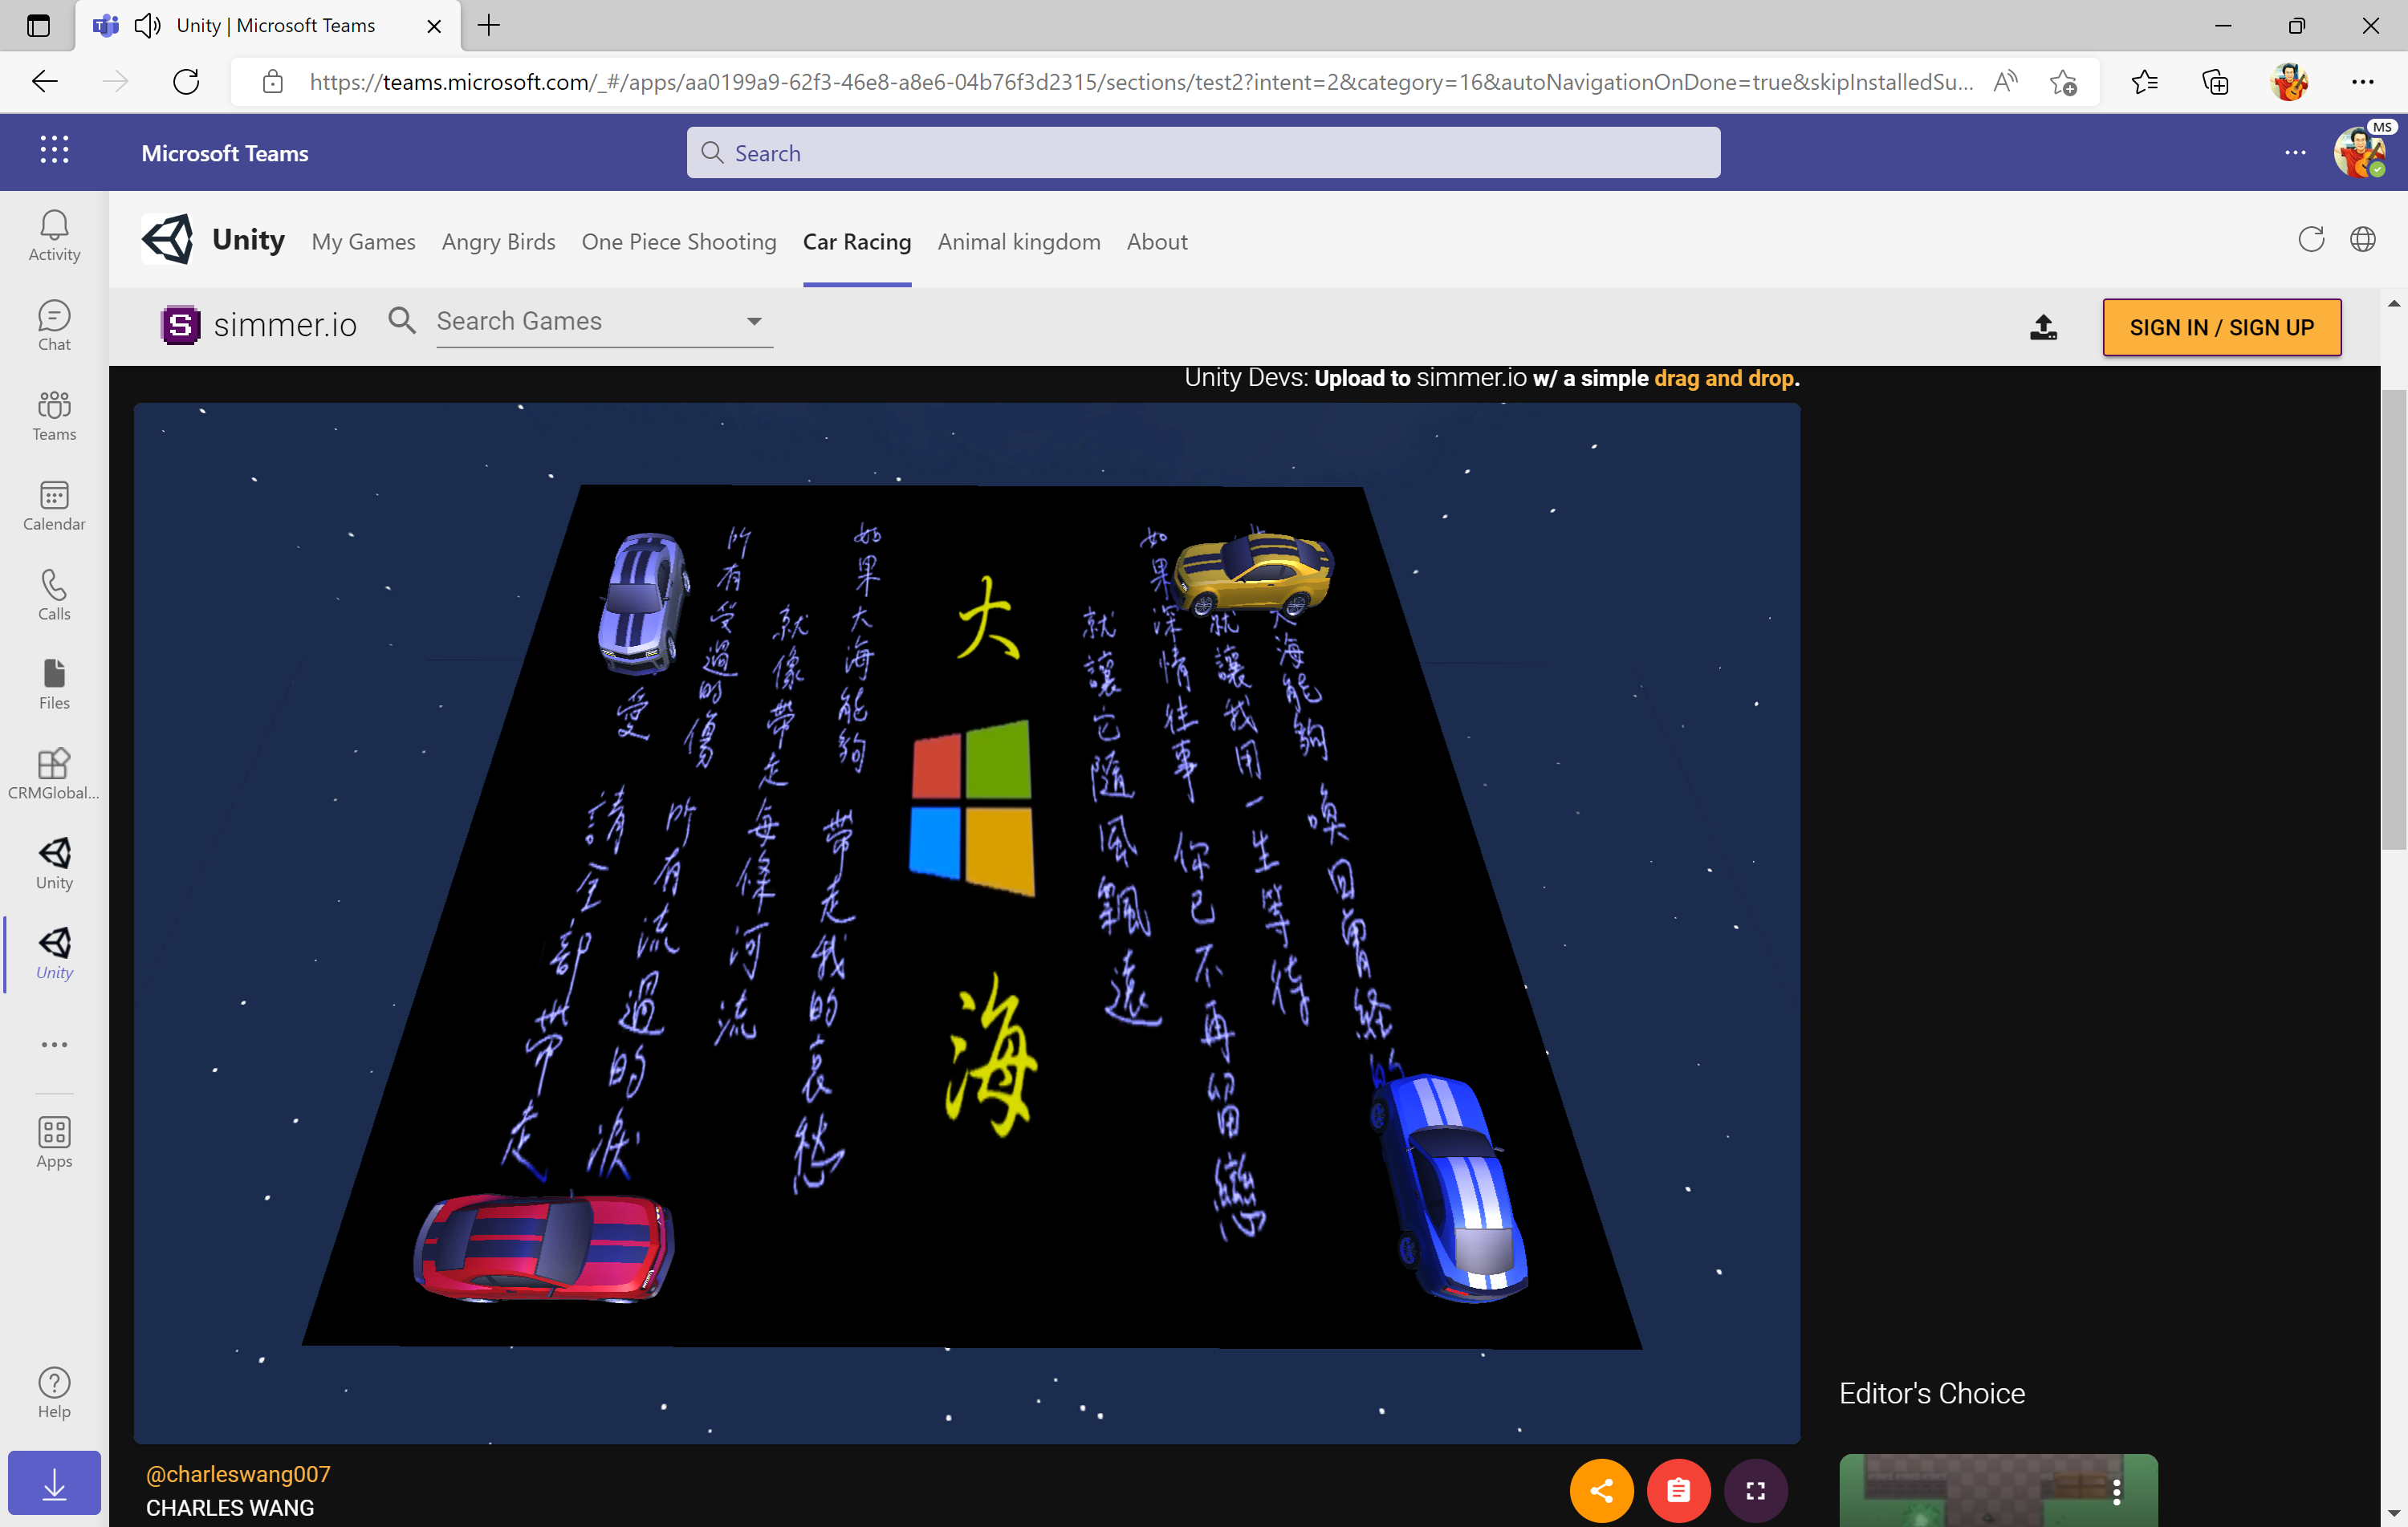 Unity | Microsoft Teams
https://teams.microsoft.com/_#/apps/aa0199a9-62f3-46e8-a8e6-04b76f3d2315/sections/test2?intent=2&category=16&autoNavigationOnDone=true&skipInstalledSu...
Microsoft Teams
Search
MS
Activity
Chat
Teams
Calendar
Calls
Files
CRMGlobal...
Unity
Unity
Apps
Help
Unity
My Games
Angry Birds
One Piece Shooting
Car Racing
Animal kingdom
About
simmer.io
Search Games
SIGN IN / SIGN UP
Unity Devs: Upload to simmer.io w/ a simple drag and drop.
海能夠 喚回曾經的
就讓我用一生等待
如果深情往事 你已不再留戀
就讓它隨風飄遠
大海
如果大海能夠 帶走我的哀愁
就像帶走每條河流
所有受過的傷 所有流過的淚
愛 請全部帶走
@charleswang007
CHARLES WANG
Editor's Choice